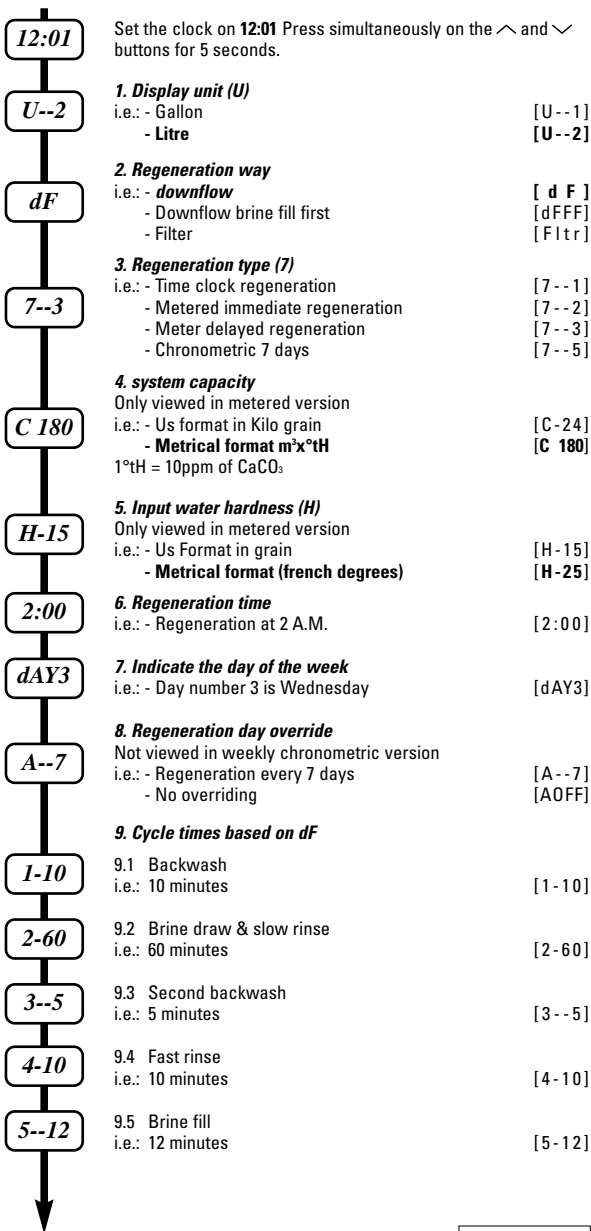 12:01
Set the clock on 12:01 Press simultaneously on the ︿ and ﹀
buttons for 5 seconds.
U--2
1. Display unit (U)
i.e.: - Gallon [U--1]
- Litre [U--2]
dF
2. Regeneration way
i.e.: - downflow [ d F ]
- Downflow brine fill first [dFFF]
- Filter [Fltr]
7--3
3. Regeneration type (7)
i.e.: - Time clock regeneration [7--1]
- Metered immediate regeneration [7--2]
- Meter delayed regeneration [7--3]
- Chronometric 7 days [7--5]
C 180
4. system capacity
Only viewed in metered version
i.e.: - Us format in Kilo grain [C-24]
- Metrical format m³x°tH [C 180]
1°tH = 10ppm of CaCO₃
H-15
5. Input water hardness (H)
Only viewed in metered version
i.e.: - Us Format in grain [H-15]
- Metrical format (french degrees) [H-25]
2:00
6. Regeneration time
i.e.: - Regeneration at 2 A.M. [2:00]
dAY3
7. Indicate the day of the week
i.e.: - Day number 3 is Wednesday [dAY3]
A--7
8. Regeneration day override
Not viewed in weekly chronometric version
i.e.: - Regeneration every 7 days [A--7]
- No overriding [AOFF]
9. Cycle times based on dF
1-10
9.1 Backwash
i.e.: 10 minutes [1-10]
2-60
9.2 Brine draw & slow rinse
i.e.: 60 minutes [2-60]
3--5
9.3 Second backwash
i.e.: 5 minutes [3--5]
4-10
9.4 Fast rinse
i.e.: 10 minutes [4-10]
5--12
9.5 Brine fill
i.e.: 12 minutes [5-12]